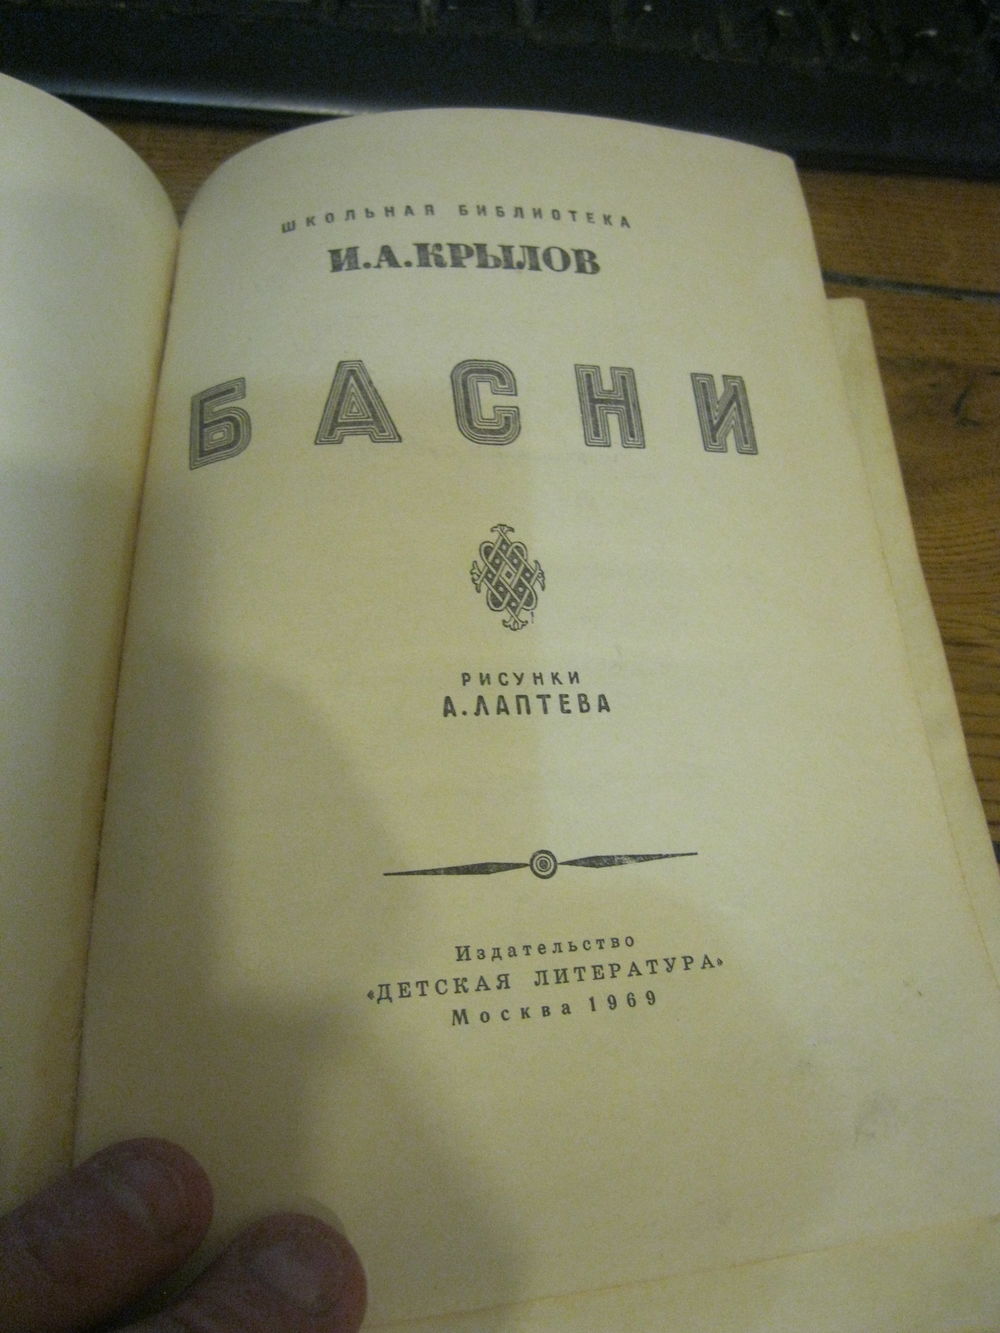 ШКОЛЬНАЯ БИБЛИОТЕКА
И.А.КРЫЛОВ
БАСНИ
РИСУНКИ
А.ЛАПТЕВА
Издательство
«ДЕТСКАЯ ЛИТЕРАТУРА»
Москва 1969